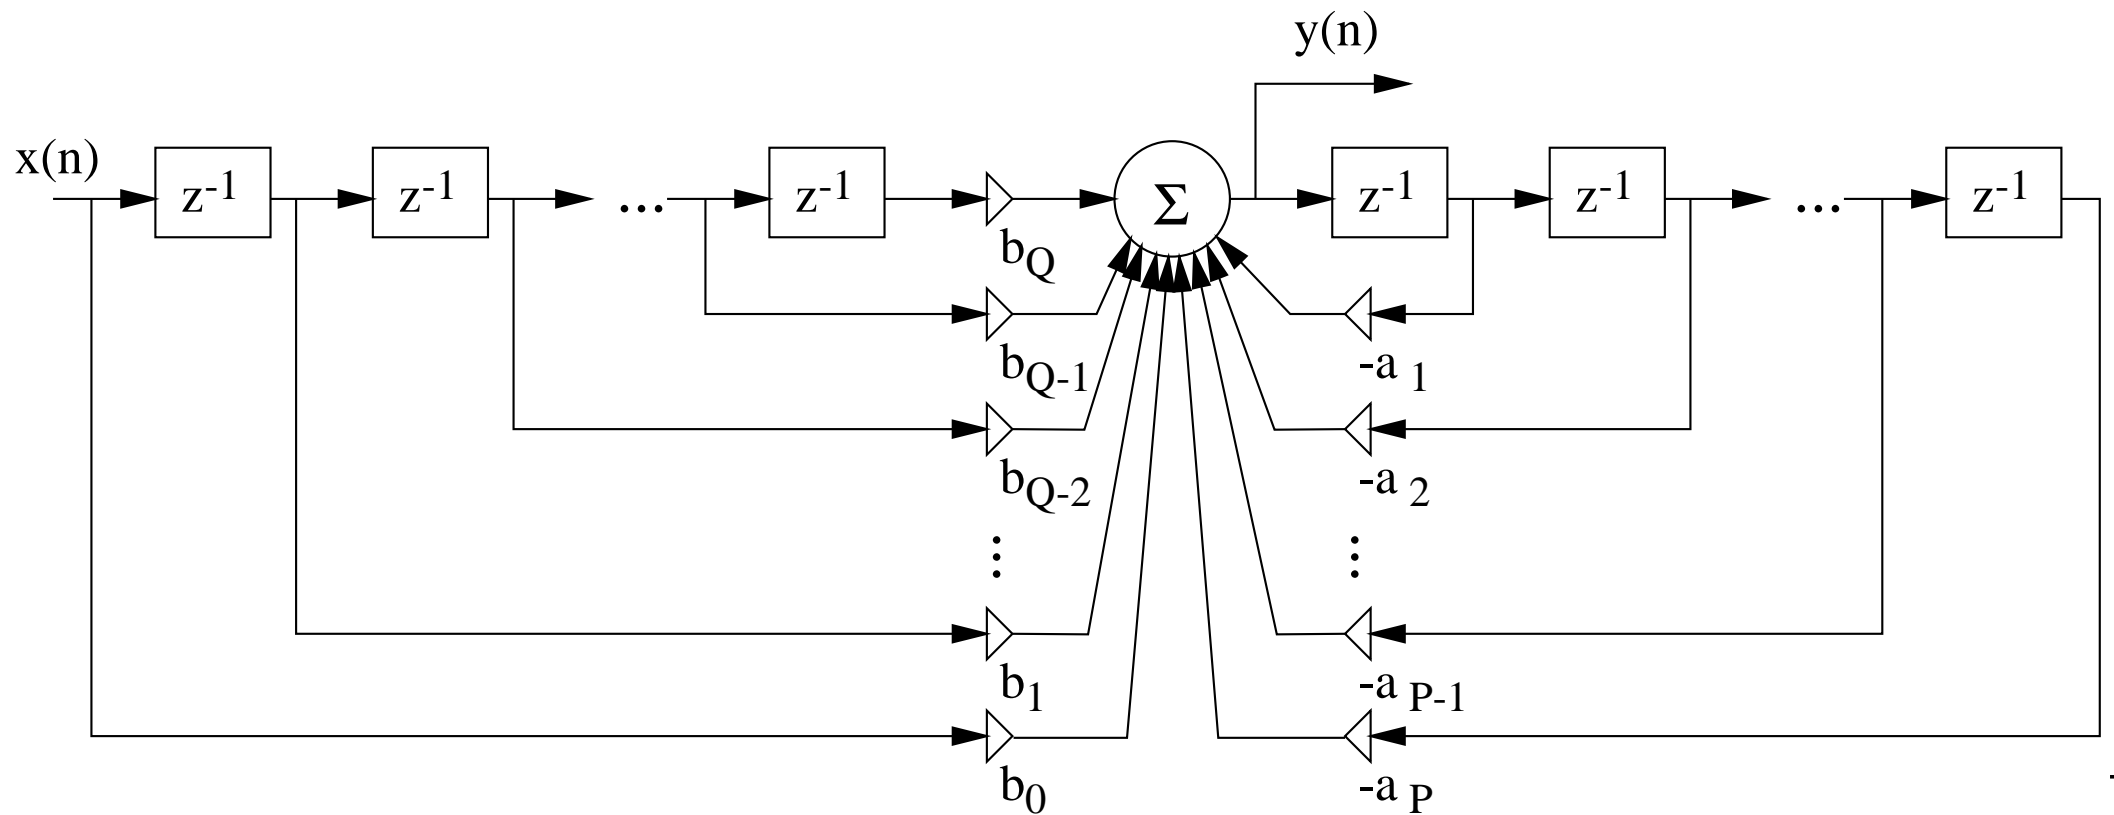 y(n)
x(n)
z-1
z-1
...
z-1
Σ
z-1
z-1
...
z-1
bQ
bQ-1
-a 1
bQ-2
-a 2
⋮
⋮
b1
-a P-1
b0
-a P